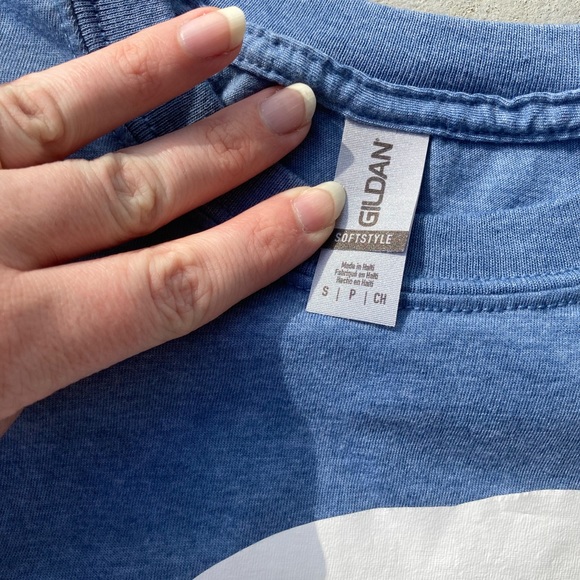 GILDAN
SOFTSTYLE
Made in Haiti
Fabriqué en Haïti
Hecho en Haití
S | P | CH